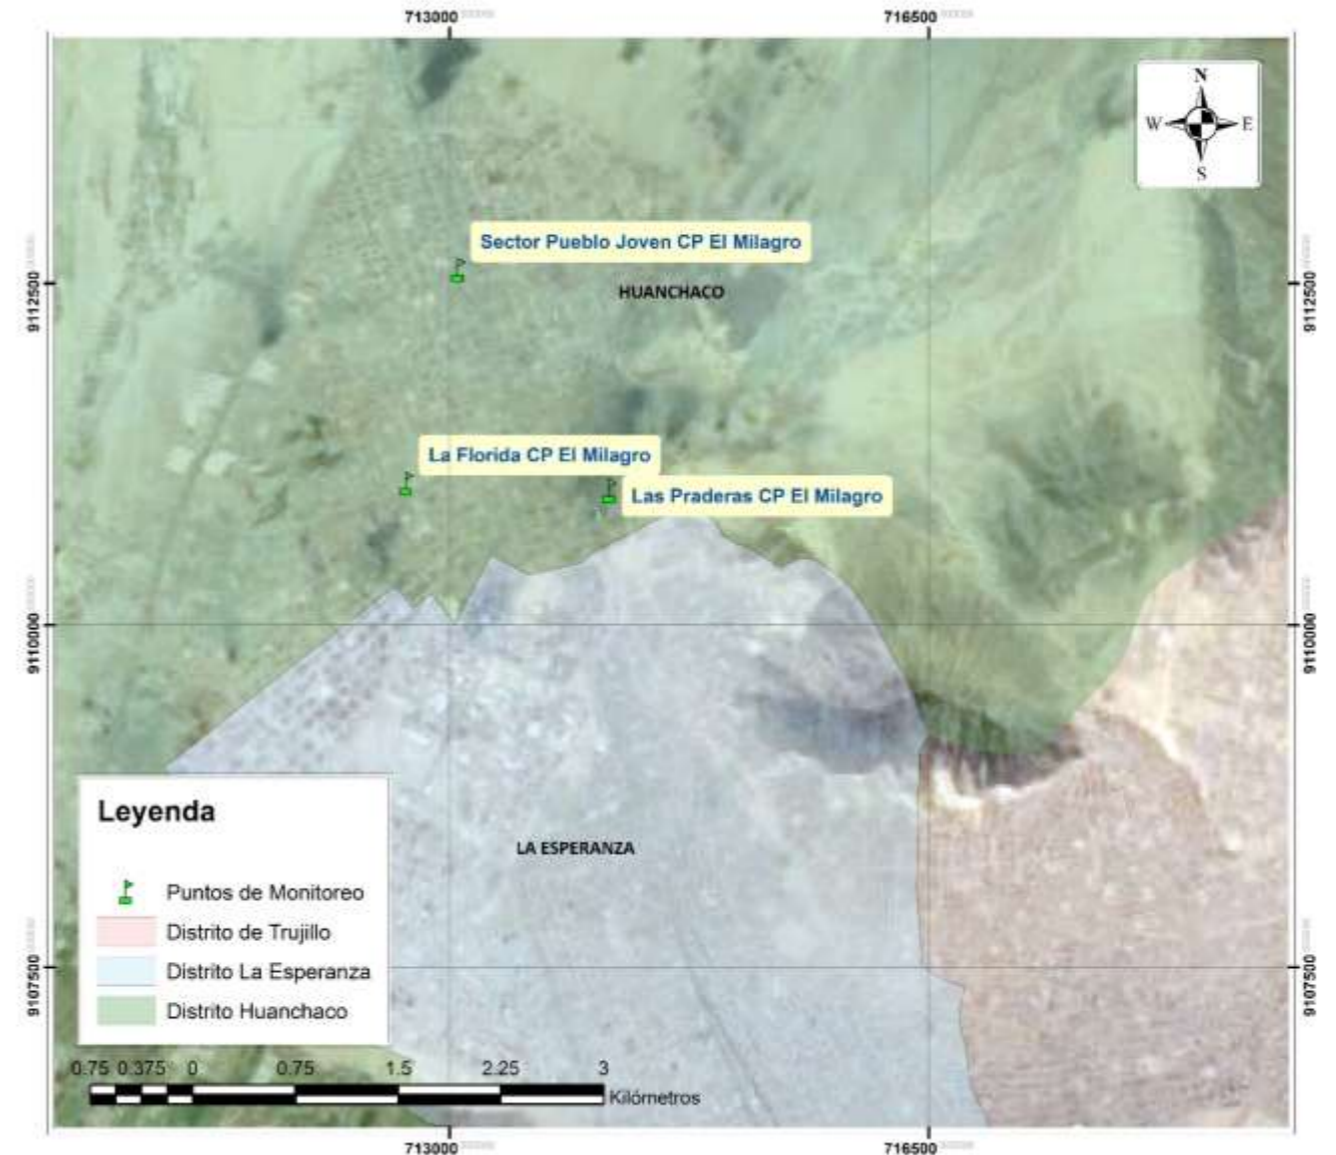 713000
716500
N
W E
S
Sector Pueblo Joven CP El Milagro
HUANCHACO
9112500
9112500
La Florida CP El Milagro
Las Praderas CP El Milagro
9110000
9110000
Leyenda
LA ESPERANZA
Puntos de Monitoreo
Distrito de Trujillo
Distrito La Esperanza
Distrito Huanchaco
9107500
9107500
0.75 0.375 0 0.75 1.5 2.25 3
Kilómetros
713000
716500